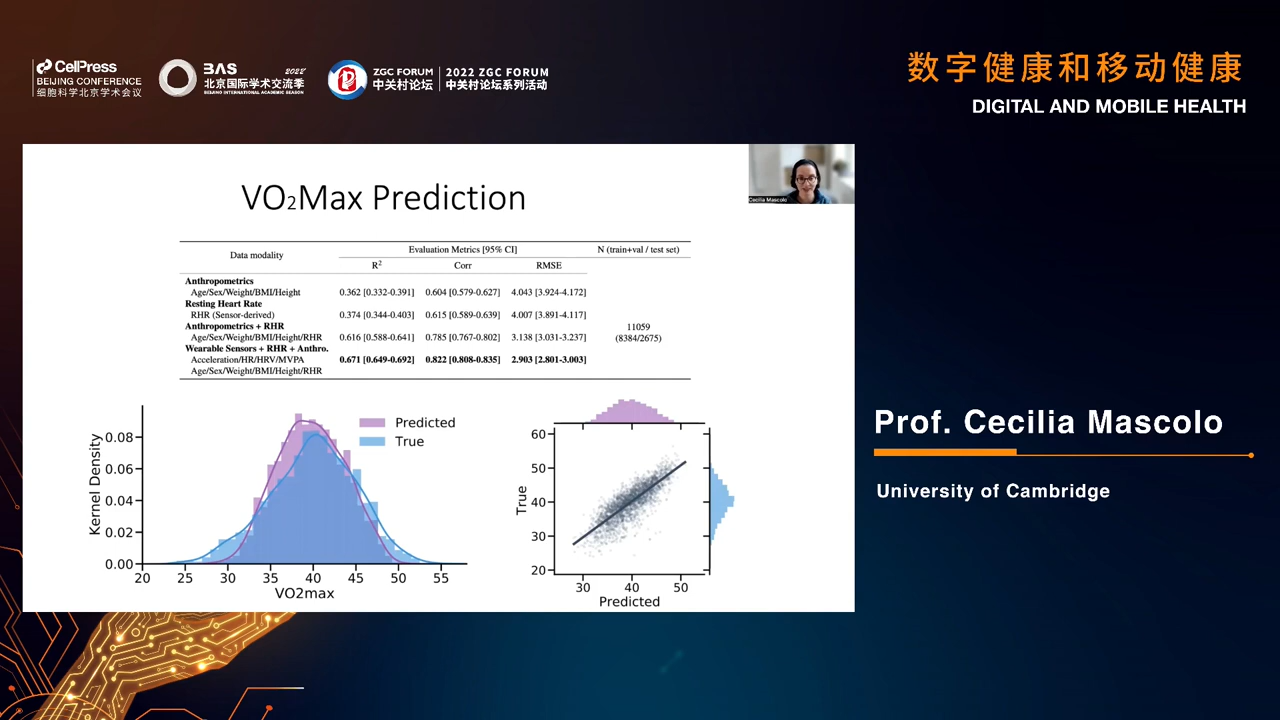 CellPress
BEIJING CONFERENCE
细胞科学北京学术会议
BAS 2022
北京国际学术交流季
BEIJING INTERNATIONAL ACADEMIC SEASON
ZGC FORUM
中关村论坛
2022 ZGC FORUM
中关村论坛系列活动
数字健康和移动健康
DIGITAL AND MOBILE HEALTH
Cecilia Mascolo
VO2Max Prediction
Data modality
Evaluation Metrics [95% CI]
N (train+val / test set)
R2 Corr RMSE
Anthropometrics
Age/Sex/Weight/BMI/Height 0.362 [0.332-0.391] 0.604 [0.579-0.627] 4.043 [3.924-4.172]
Resting Heart Rate
RHR (Sensor-derived) 0.374 [0.344-0.403] 0.615 [0.589-0.639] 4.007 [3.891-4.117]
Anthropometrics + RHR 11059
Age/Sex/Weight/BMI/Height/RHR 0.616 [0.588-0.641] 0.785 [0.767-0.802] 3.138 [3.031-3.237] (8384/2675)
Wearable Sensors + RHR + Anthro.
Acceleration/HR/HRV/MVPA 0.671 [0.649-0.692] 0.822 [0.808-0.835] 2.903 [2.801-3.003]
Age/Sex/Weight/BMI/Height/RHR
Kernel Density
0.08
0.06
0.04
0.02
0.00
20 25 30 35 40 45 50 55
VO2max
Predicted
True
True
60
50
40
30
20
30 40 50
Predicted
Prof. Cecilia Mascolo
University of Cambridge